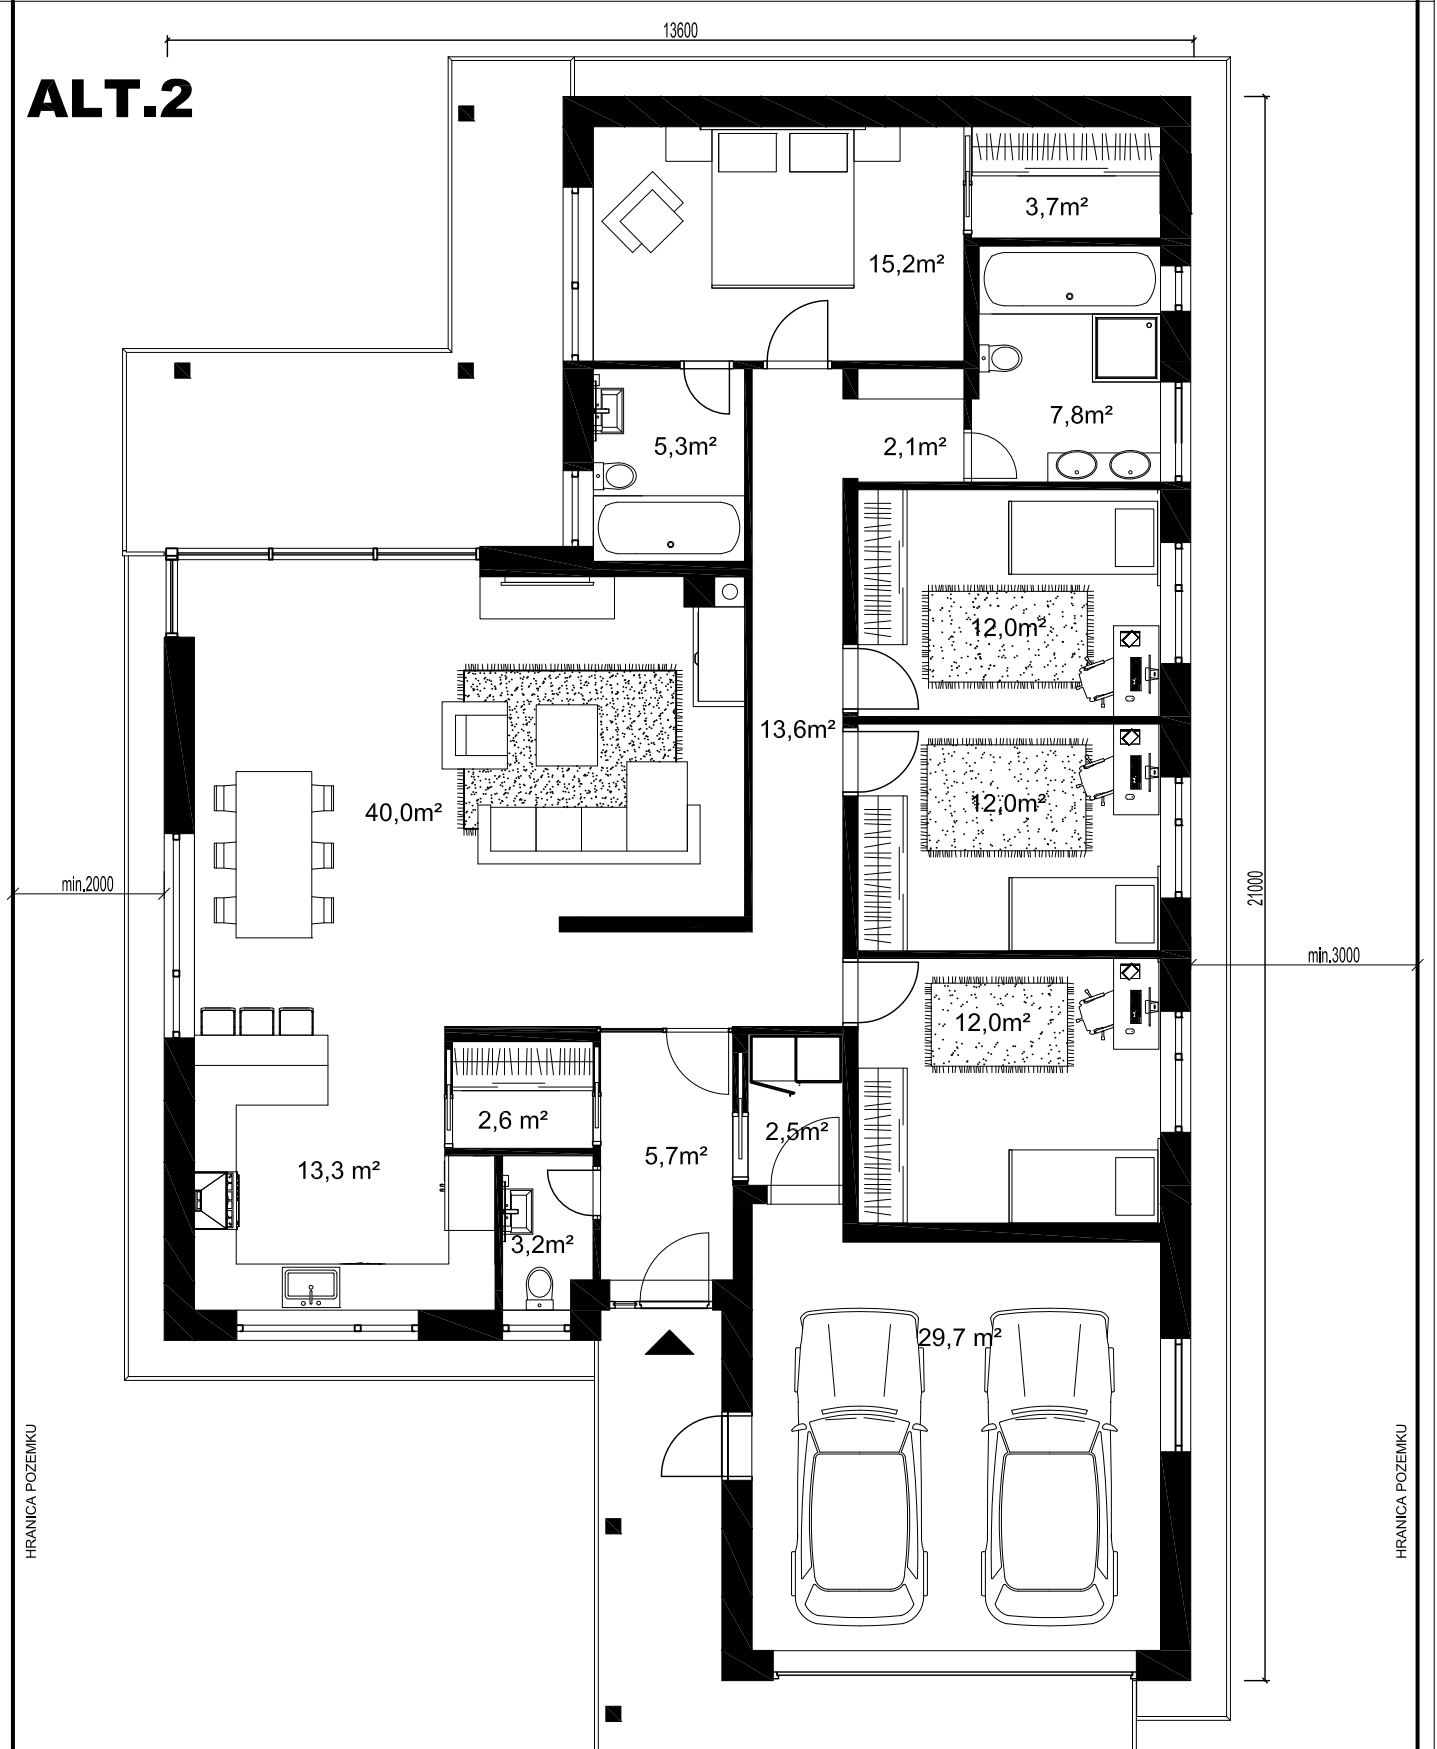 13600
ALT.2
3,7m²
15,2m²
7,8m²
5,3m²
2,1m²
12,0m²
13,6m²
12,0m²
40,0m²
min.2000
21000
min.3000
12,0m²
2,6 m²
2,5m²
5,7m²
13,3 m²
3,2m²
29,7 m²
HRANICA POZEMKU
HRANICA POZEMKU